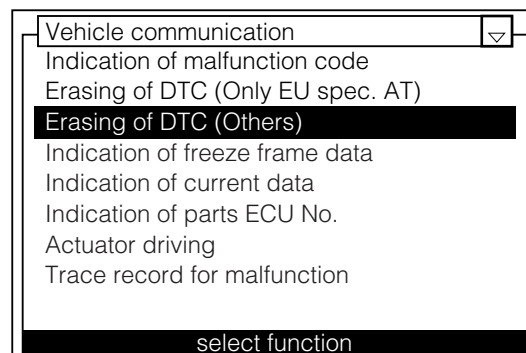 Vehicle communication
Indication of malfunction code
Erasing of DTC (Only EU spec. AT)
Erasing of DTC (Others)
Indication of freeze frame data
Indication of current data
Indication of parts ECU No.
Actuator driving
Trace record for malfunction
select function